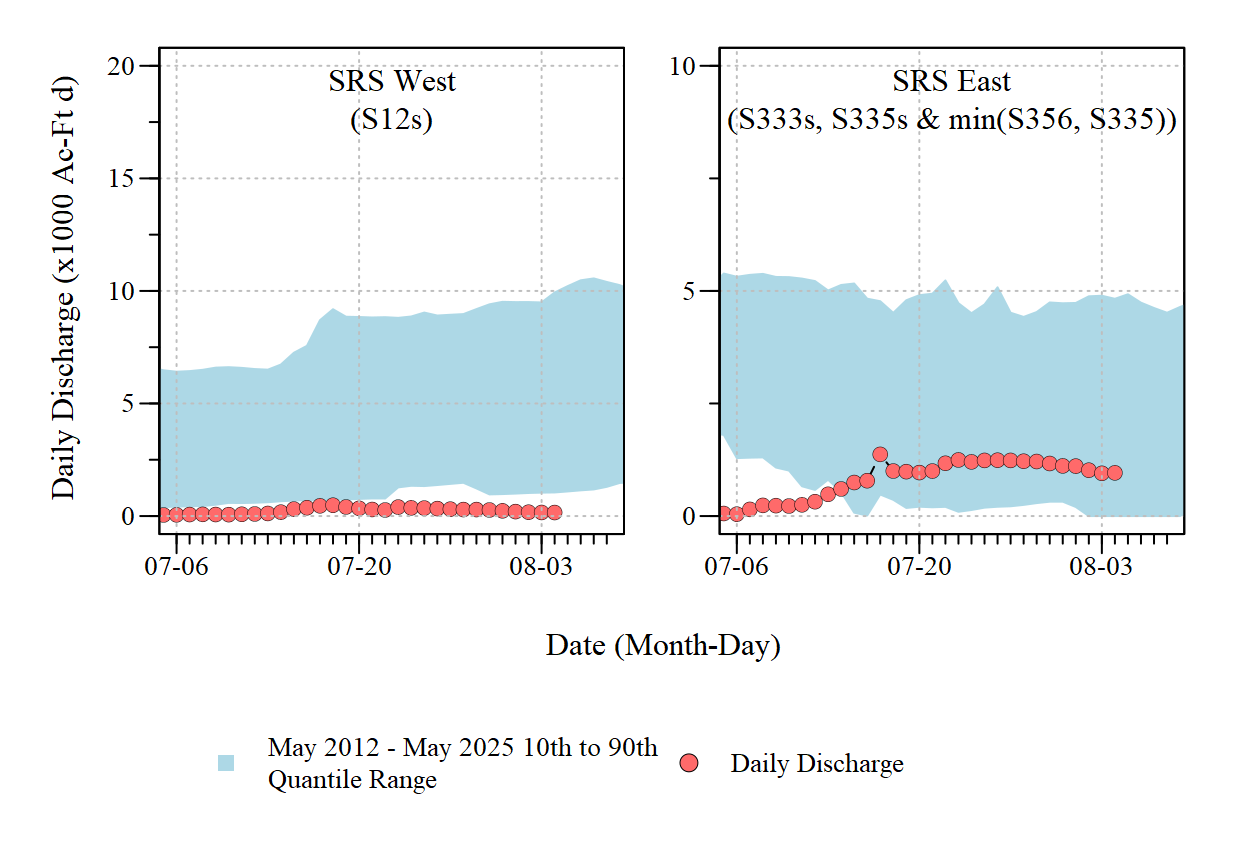 SRS West
(S12s)
SRS East
(S333s, S335s & min(S356, S335))
Daily Discharge (x1000 Ac-Ft d)
20
15
10
5
0
07-06
07-20
08-03
10
5
0
07-06
07-20
08-03
Date (Month-Day)
May 2012 - May 2025 10th to 90th
Quantile Range
Daily Discharge